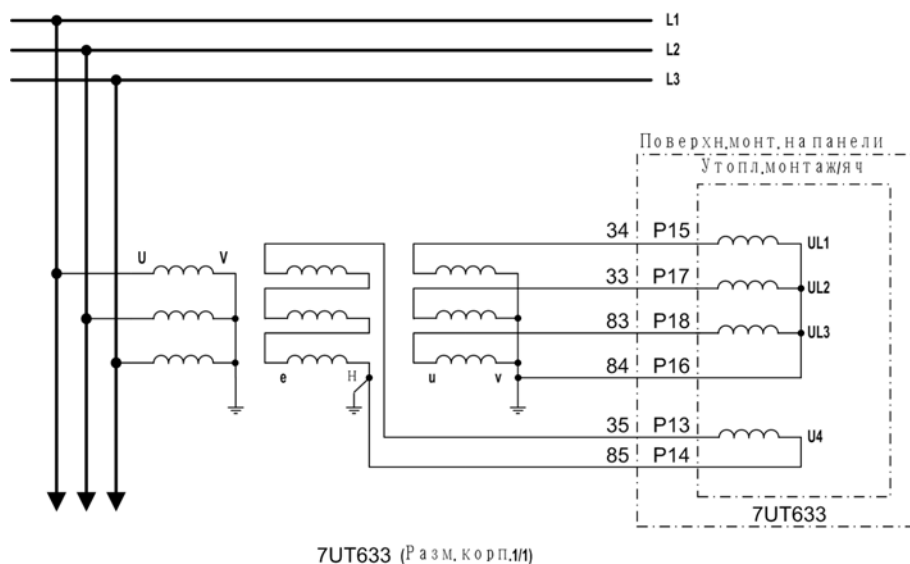 L1
L2
L3
Поверхн.монт.на панели
Утопл.монтаж/яч
34 P15 UL1
U V
33 P17 UL2
83 P18 UL3
84 P16
e Н u v
35 P13 U4
85 P14
7UT633
7UT633 (Разм.корп.1/1)